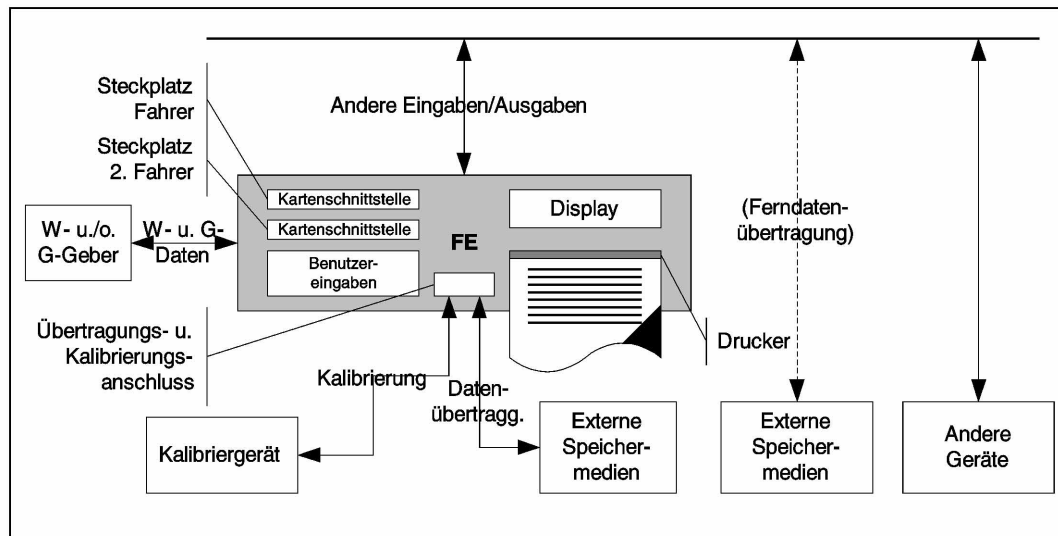 Steckplatz
Fahrer
Andere Eingaben/Ausgaben
Steckplatz
2. Fahrer
Kartenschnittstelle
Kartenschnittstelle
Display
FE
Benutzer-
eingaben
W- u./o.
G-Geber
W- u. G-
Daten
(Ferndaten-
übertragung)
Übertragungs- u.
Kalibrierungs-
anschluss
Drucker
Kalibrierung
Daten-
übertragg.
Kalibriergerät
Externe
Speicher-
medien
Externe
Speicher-
medien
Andere
Geräte